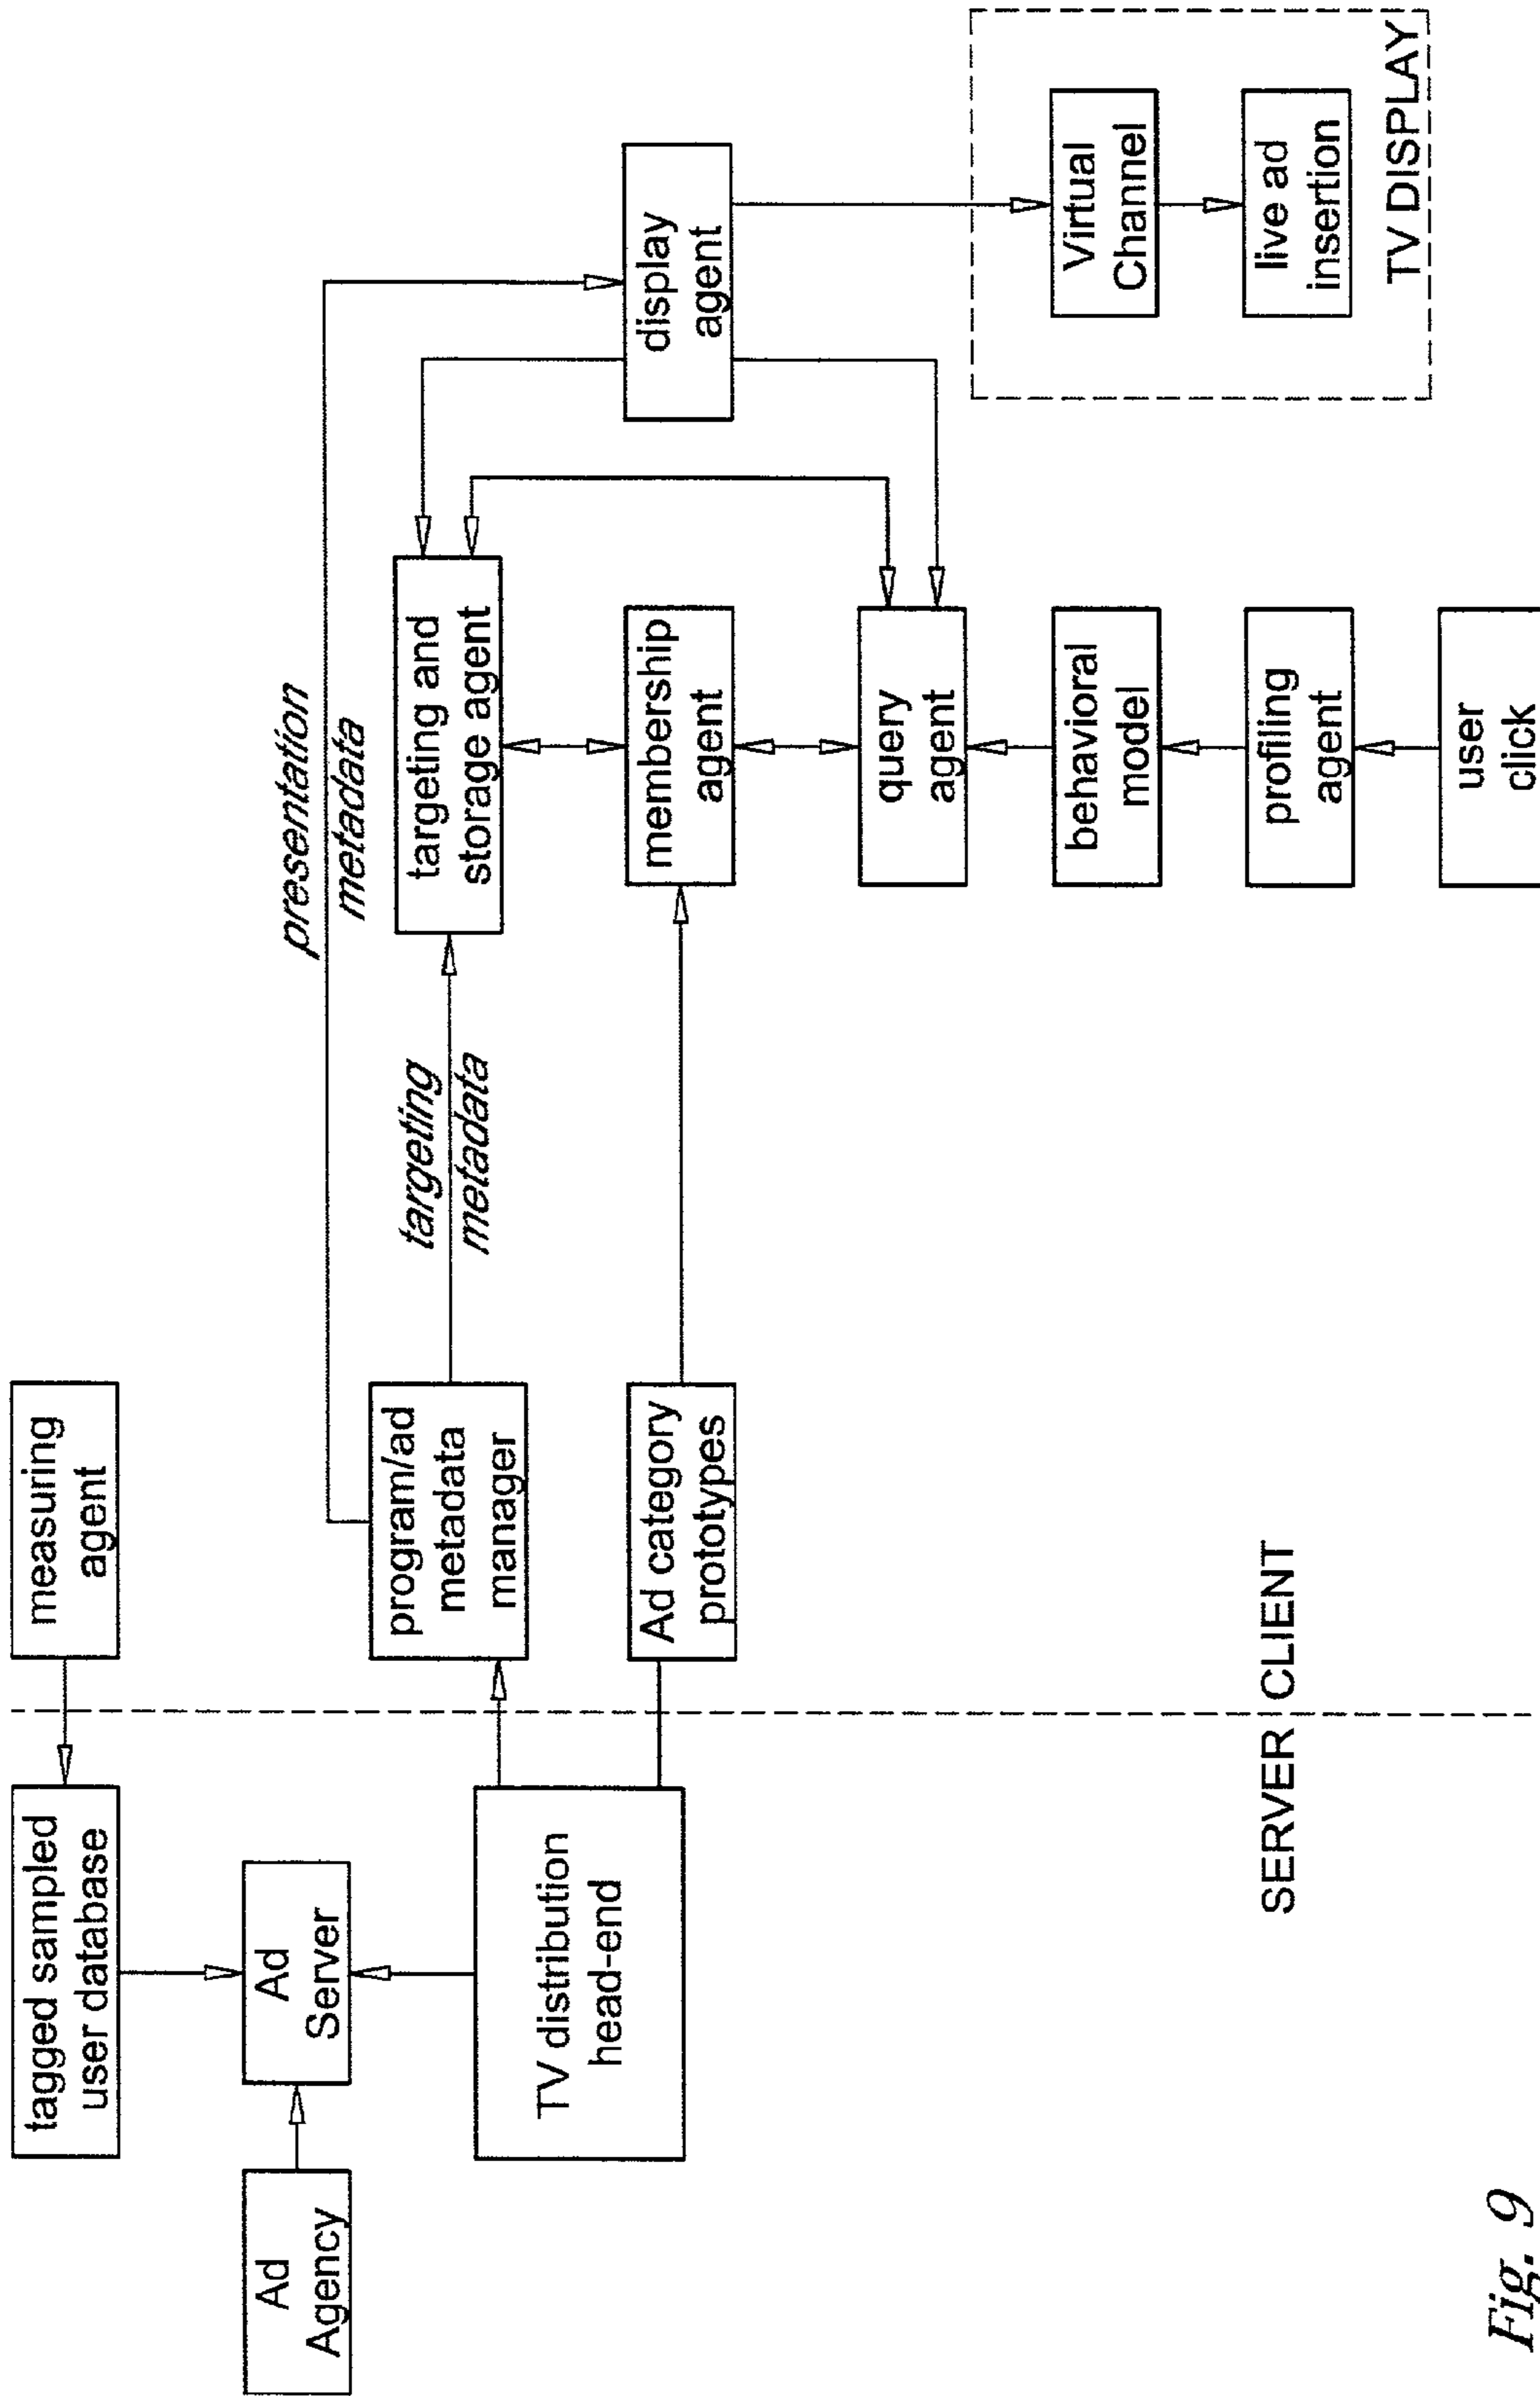 tagged sampled
user database
measuring
agent
Ad
Agency
Ad
Server
TV distribution
head-end
program/ad
metadata
manager
Ad category
prototypes
presentation
metadata
targeting
metadata
targeting and
storage agent
membership
agent
query
agent
behavioral
model
profiling
agent
user
click
display
agent
Virtual
Channel
live ad
insertion
TV DISPLAY
SERVER
CLIENT
Fig. 9